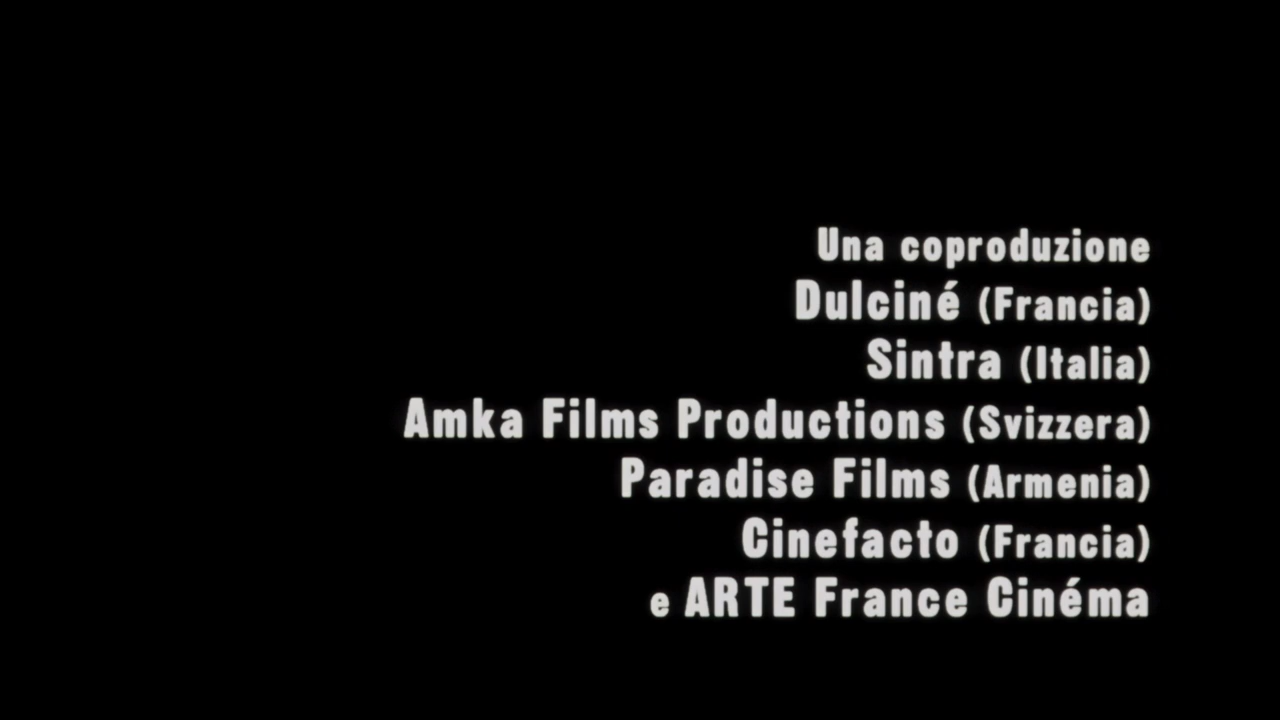 Una coproduzione
Dulciné (Francia)
Sintra (Italia)
Amka Films Productions (Svizzera)
Paradise Films (Armenia)
Cinefacto (Francia)
e ARTE France Cinéma